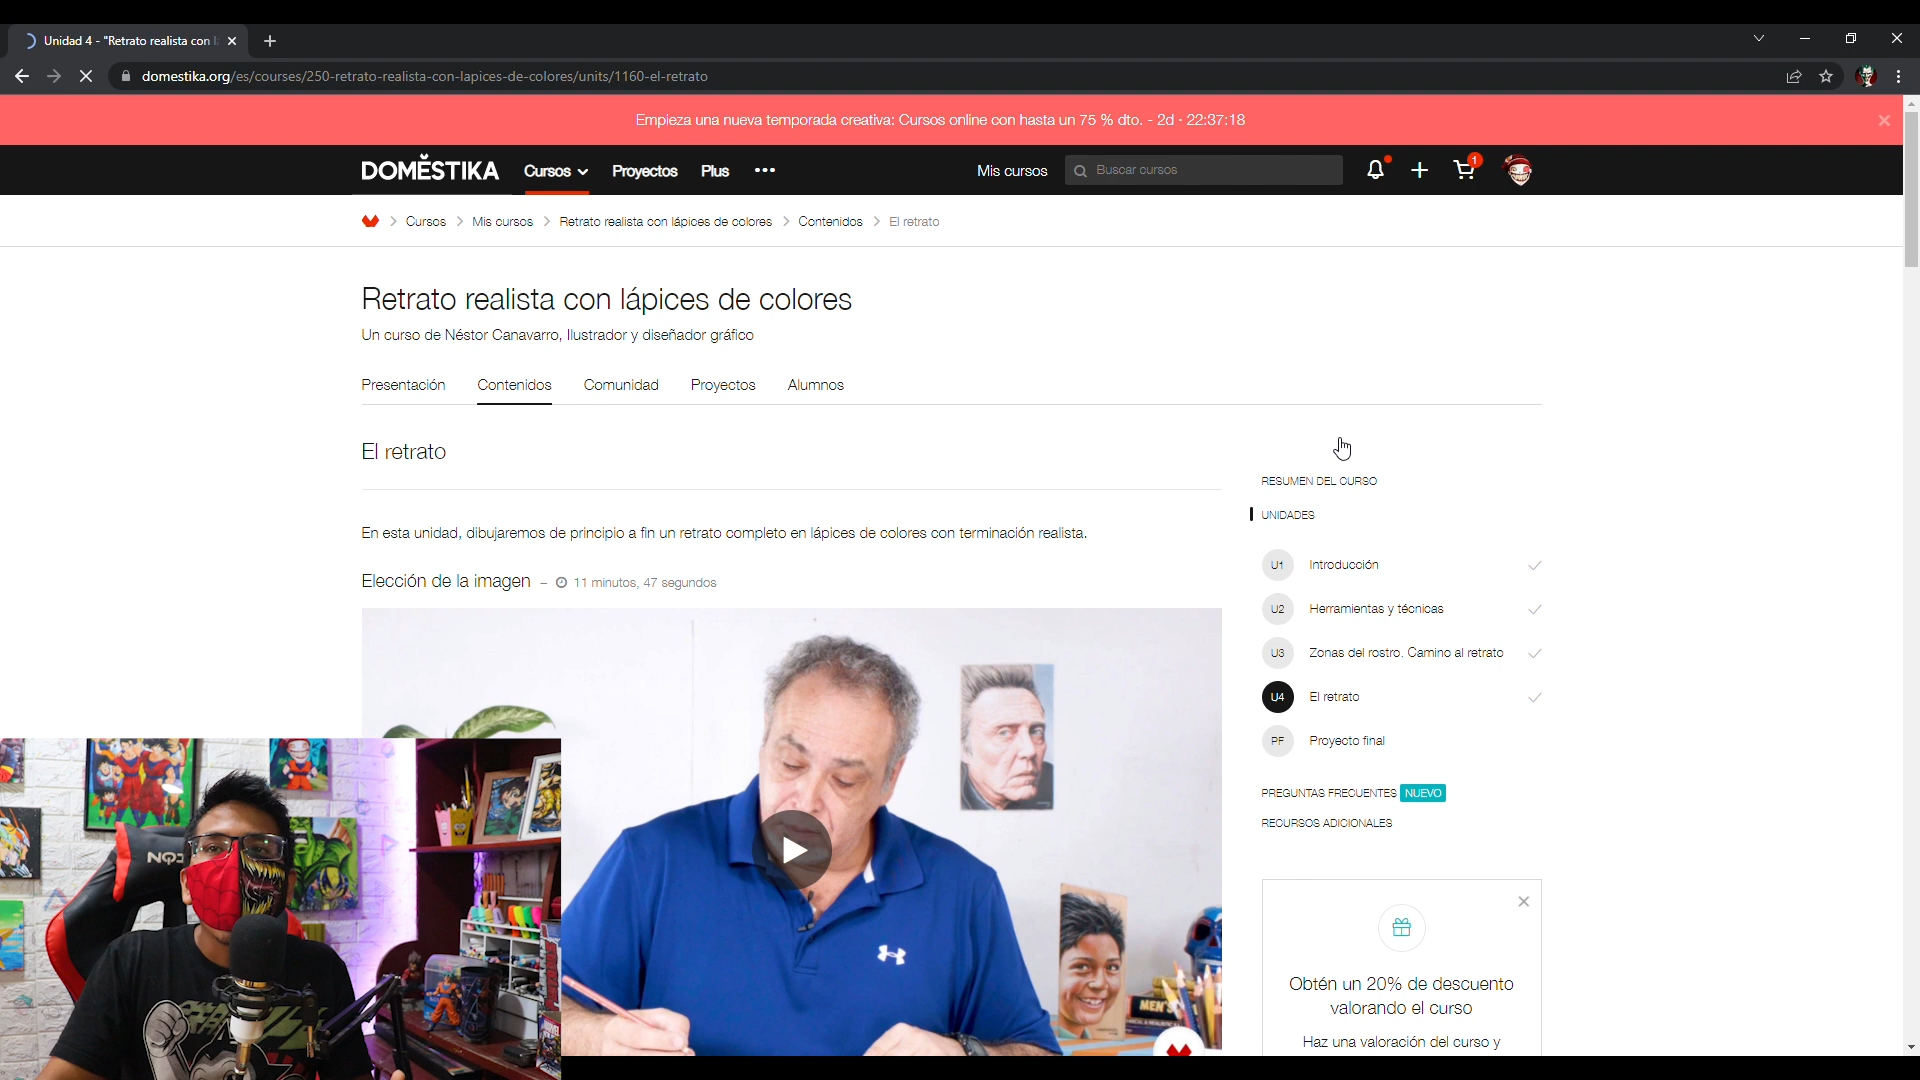 Unidad 4 - "Retrato realista con l
domestika.org/es/courses/250-retrato-realista-con-lapices-de-colores/units/1160-el-retrato
Empieza una nueva temporada creativa: Cursos online con hasta un 75 % dto. - 2d · 22:37:18
DOMESTIKA
Cursos
Proyectos
Plus
•••
Mis cursos
Buscar cursos
1
Cursos > Mis cursos > Retrato realista con lápices de colores > Contenidos > El retrato
Retrato realista con lápices de colores
Un curso de Néstor Canavarro, Ilustrador y diseñador gráfico
Presentación
Contenidos
Comunidad
Proyectos
Alumnos
El retrato
En esta unidad, dibujaremos de principio a fin un retrato completo en lápices de colores con terminación realista.
Elección de la imagen – 11 minutos, 47 segundos
MEN'S
RESUMEN DEL CURSO
UNIDADES
U1 Introducción
U2 Herramientas y técnicas
U3 Zonas del rostro. Camino al retrato
U4 El retrato
PF Proyecto final
PREGUNTAS FRECUENTES NUEVO
RECURSOS ADICIONALES
Obtén un 20% de descuento
valorando el curso
Haz una valoración del curso y